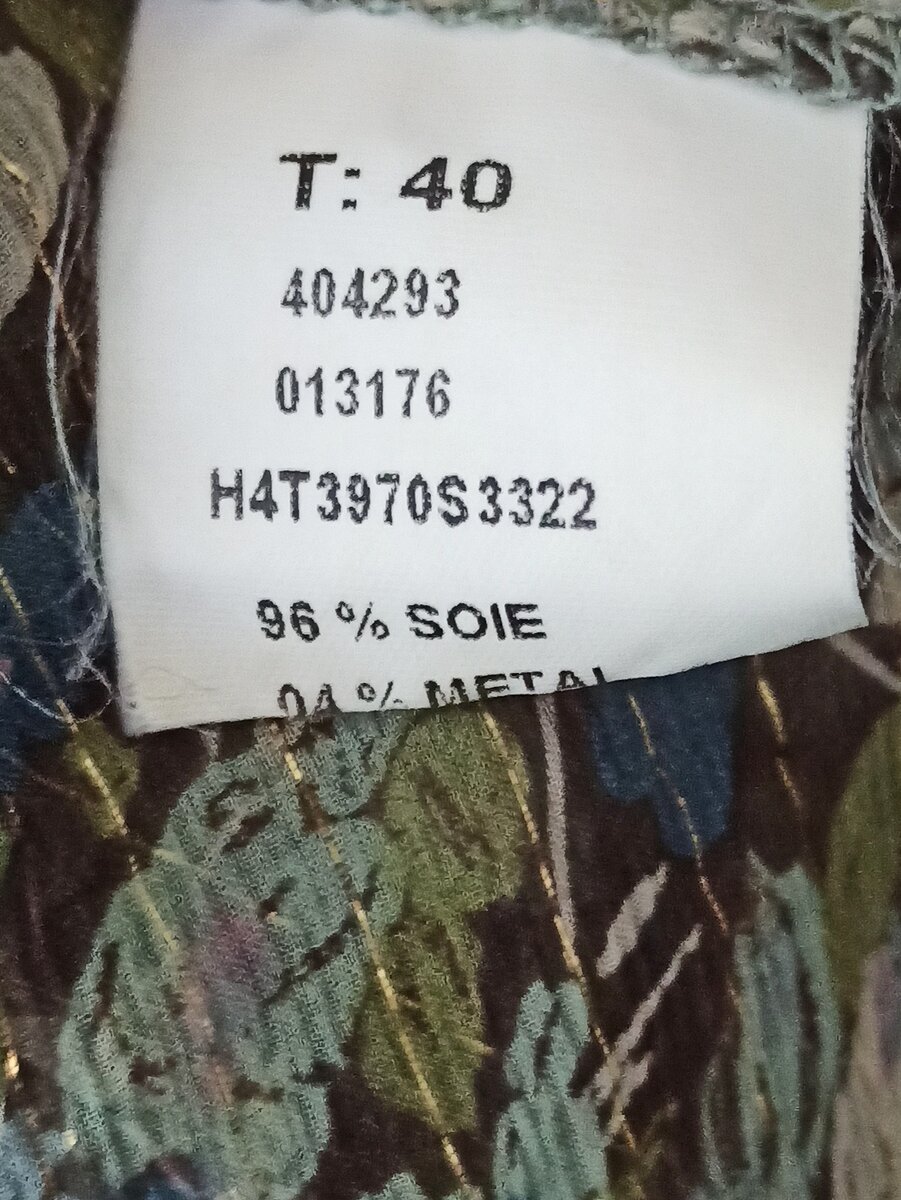 T: 40
404293
013176
H4T3970S3322
96 % SOIE
04 % METAL